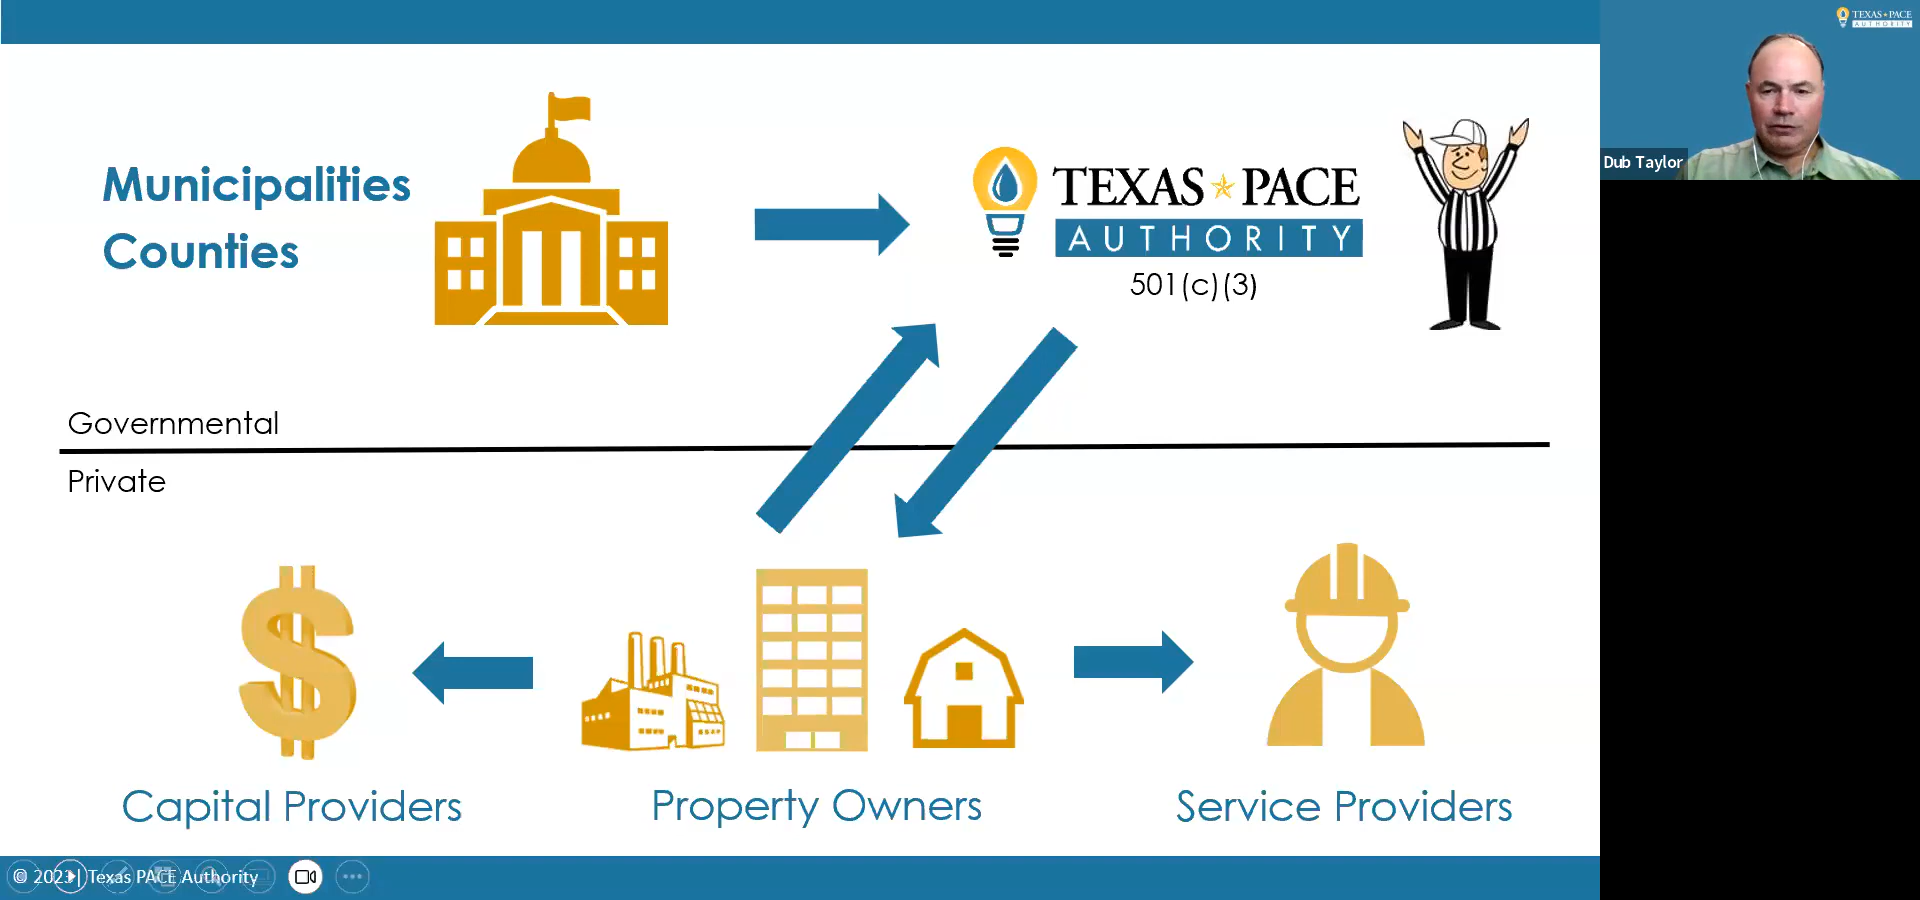 Municipalities
Counties
TEXAS PACE
AUTHORITY
501(c)(3)
Governmental
Private
$
Capital Providers
Property Owners
Service Providers
© 2023 | Texas PACE Authority
TEXAS PACE
AUTHORITY
Dub Taylor